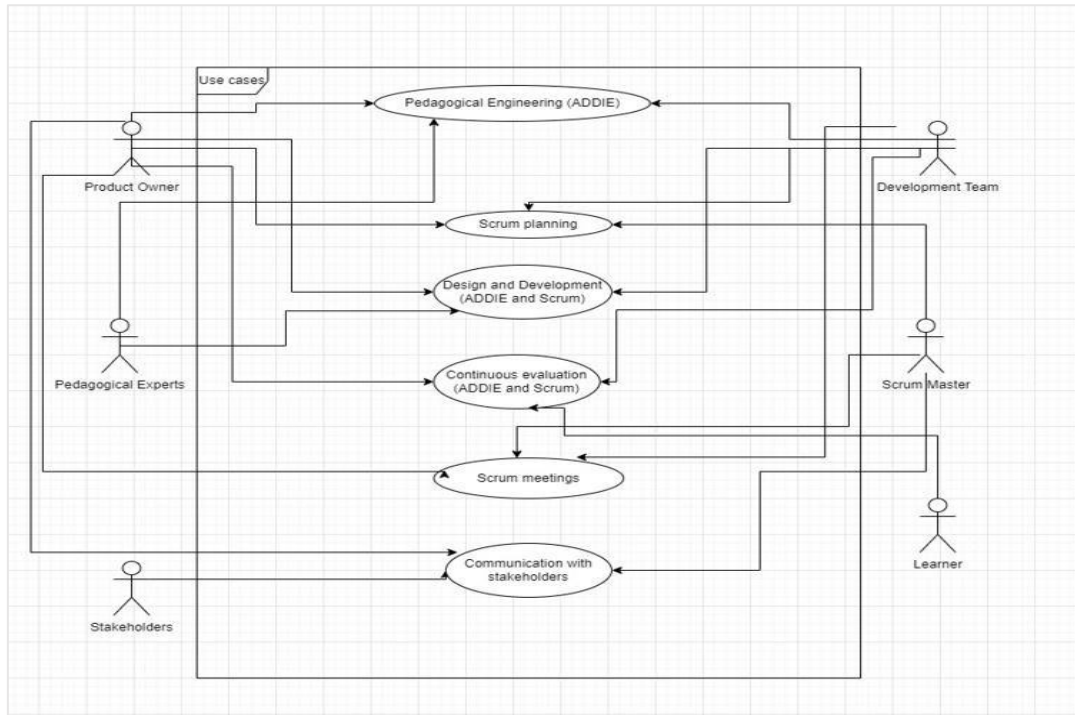 Use cases
Pedagogical Engineering (ADDIE)
Product Owner
Development Team
Scrum planning
Design and Development
(ADDIE and Scrum)
Pedagogical Experts
Continuous evaluation
(ADDIE and Scrum)
Scrum Master
Scrum meetings
Learner
Communication with
stakeholders
Stakeholders